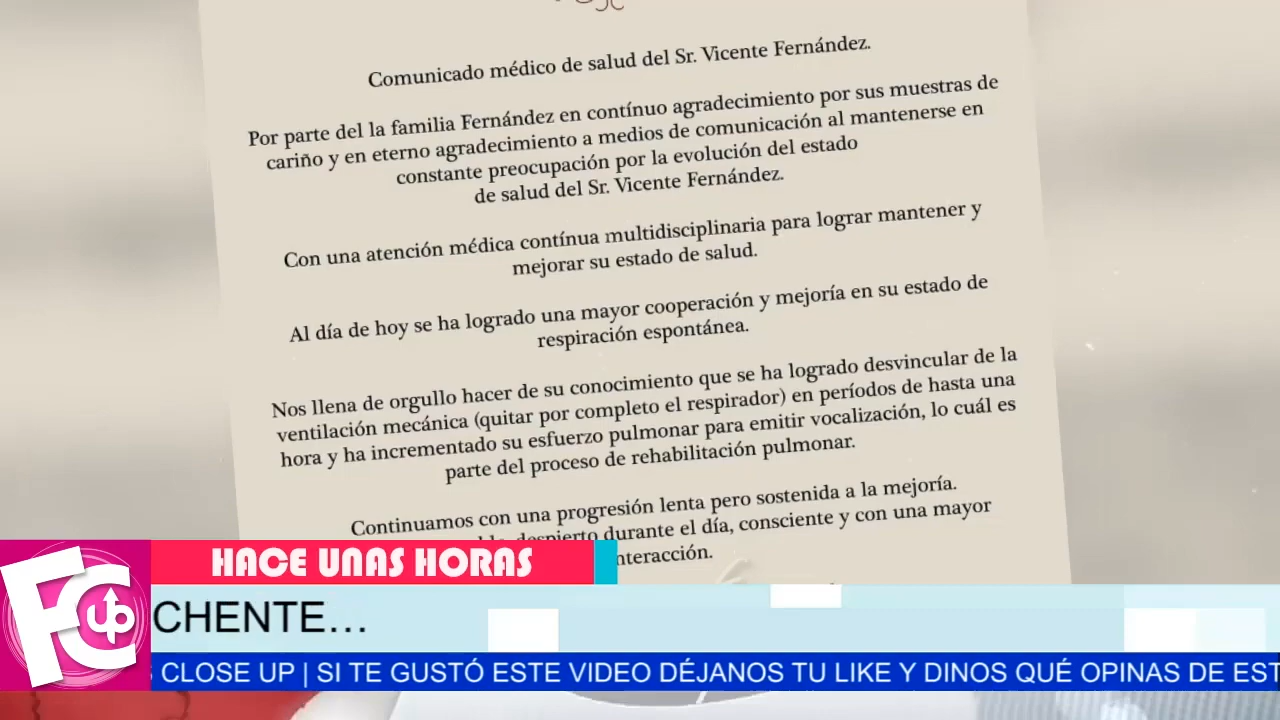 Comunicado médico de salud del Sr. Vicente Fernández.
Por parte del la familia Fernández en contínuo agradecimiento por sus muestras de
cariño y en eterno agradecimiento a medios de comunicación al mantenerse en
constante preocupación por la evolución del estado
de salud del Sr. Vicente Fernández.
Con una atención médica contínua multidisciplinaria para lograr mantener y
mejorar su estado de salud.
Al día de hoy se ha logrado una mayor cooperación y mejoría en su estado de
respiración espontánea.
Nos llena de orgullo hacer de su conocimiento que se ha logrado desvincular de la
ventilación mecánica (quitar por completo el respirador) en períodos de hasta una
hora y ha incrementado su esfuerzo pulmonar para emitir vocalización, lo cuál es
parte del proceso de rehabilitación pulmonar.
Continuamos con una progresión lenta pero sostenida a la mejoría.
despierto durante el día, consciente y con una mayor
nteracción.
HACE UNAS HORAS
FC up
CHENTE...
CLOSE UP | SI TE GUSTÓ ESTE VIDEO DÉJANOS TU LIKE Y DINOS QUÉ OPINAS DE EST